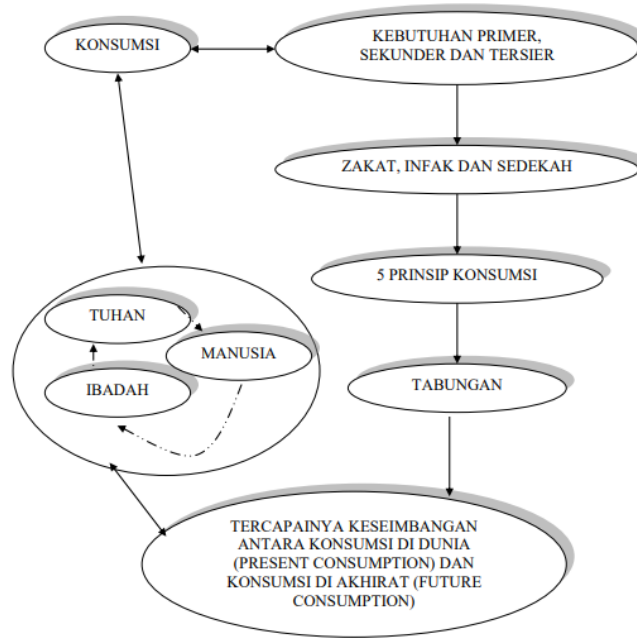 KONSUMSI
KEBUTUHAN PRIMER,
SEKUNDER DAN TERSIER
ZAKAT, INFAK DAN SEDEKAH
5 PRINSIP KONSUMSI
TUHAN
MANUSIA
IBADAH
TABUNGAN
TERCAPAINYA KESEIMBANGAN
ANTARA KONSUMSI DI DUNIA
(PRESENT CONSUMPTION) DAN
KONSUMSI DI AKHIRAT (FUTURE
CONSUMPTION)